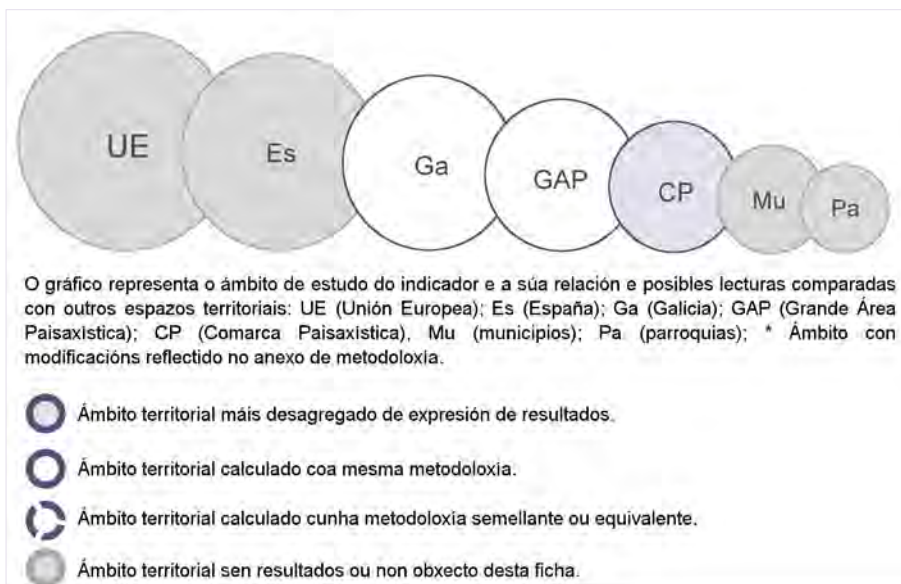 UE Es Ga GAP CP Mu Pa
O gráfico representa o ámbito de estudo do indicador e a súa relación e posibles lecturas comparadas
con outros espazos territoriais: UE (Unión Europea); Es (España); Ga (Galicia); GAP (Grande Área
Paisaxística); CP (Comarca Paisaxística), Mu (municipios); Pa (parroquias); * Ámbito con
modificacións reflectido no anexo de metodoloxía.
Ámbito territorial máis desagregado de expresión de resultados.
Ámbito territorial calculado coa mesma metodoloxía.
Ámbito territorial calculado cunha metodoloxía semellante ou equivalente.
Ámbito territorial sen resultados ou non obxecto desta ficha.